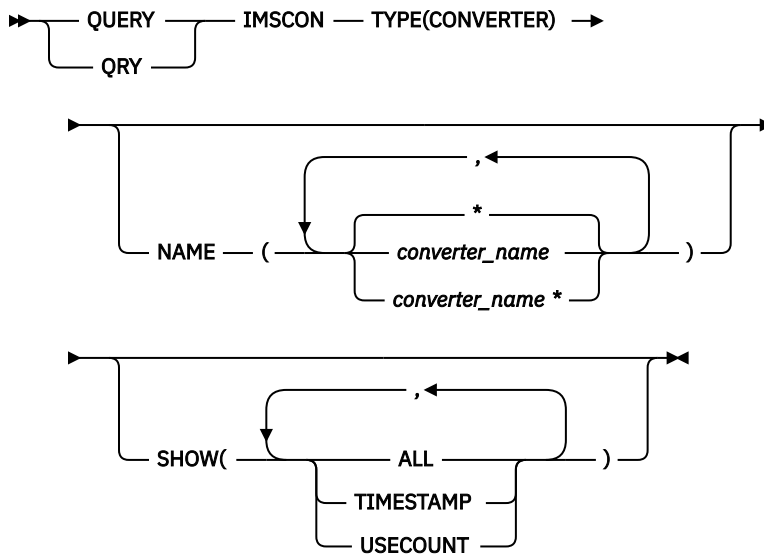 QUERY IMSCON TYPE(CONVERTER)
QRY
,
*
NAME ( converter_name )
converter_name *
,
SHOW( ALL )
TIMESTAMP
USECOUNT